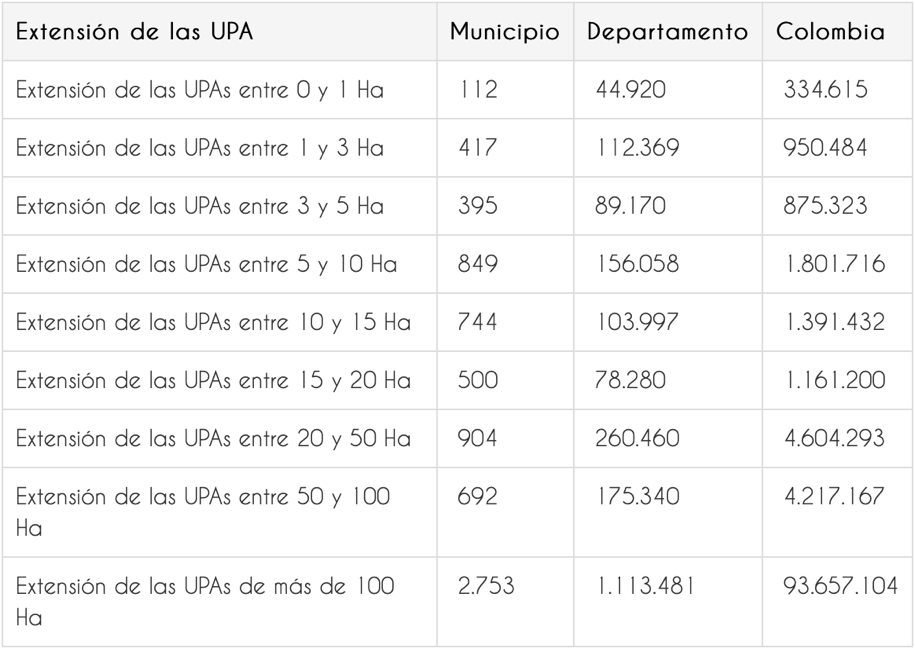 Extensión de las UPA Municipio Departamento Colombia
Extensión de las UPAs entre 0 y 1 Ha 112 44.920 334.615
Extensión de las UPAs entre 1 y 3 Ha 417 112.369 950.484
Extensión de las UPAs entre 3 y 5 Ha 395 89.170 875.323
Extensión de las UPAs entre 5 y 10 Ha 849 156.058 1.801.716
Extensión de las UPAs entre 10 y 15 Ha 744 103.997 1.391.432
Extensión de las UPAs entre 15 y 20 Ha 500 78.280 1.161.200
Extensión de las UPAs entre 20 y 50 Ha 904 260.460 4.604.293
Extensión de las UPAs entre 50 y 100 692 175.340 4.217.167
Ha
Extensión de las UPAs de más de 100 2.753 1.113.481 93.657.104
Ha